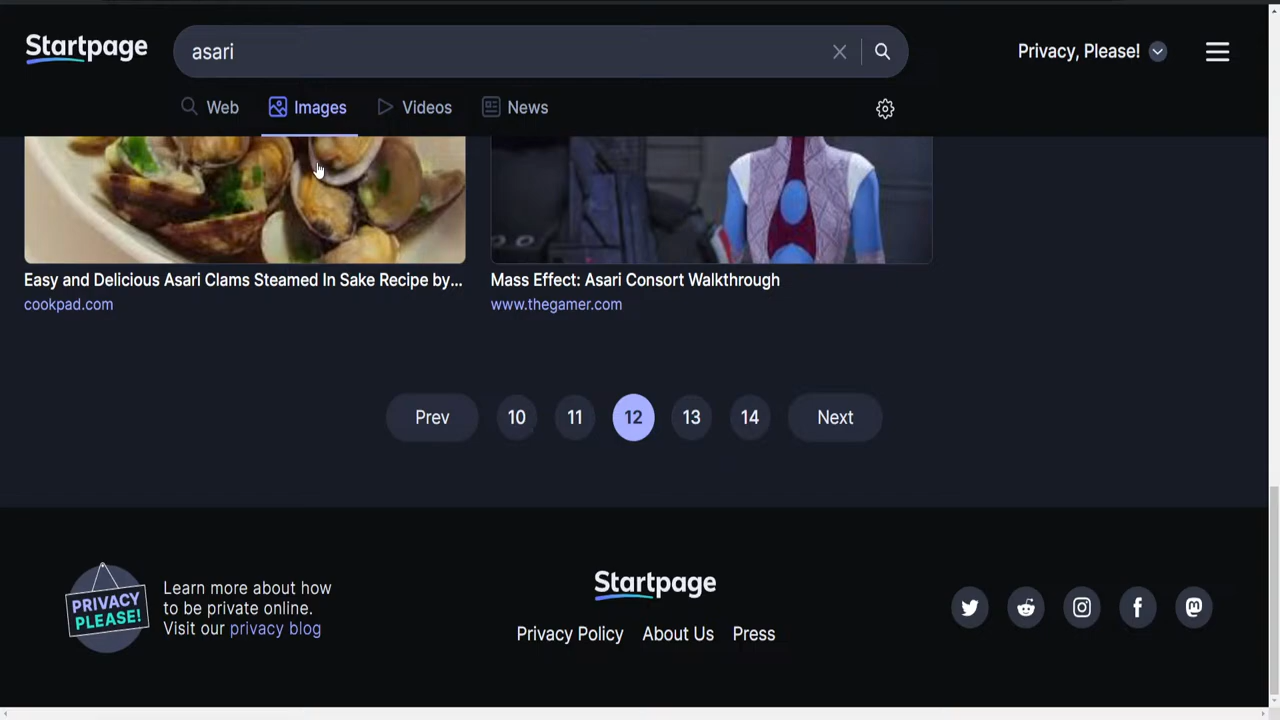 Startpage
asari
Privacy, Please!
Web
Images
Videos
News
Easy and Delicious Asari Clams Steamed In Sake Recipe by...
cookpad.com
Mass Effect: Asari Consort Walkthrough
www.thegamer.com
Prev
10
11
12
13
14
Next
PRIVACY
PLEASE!
Learn more about how
to be private online.
Visit our privacy blog
Startpage
Privacy Policy
About Us
Press